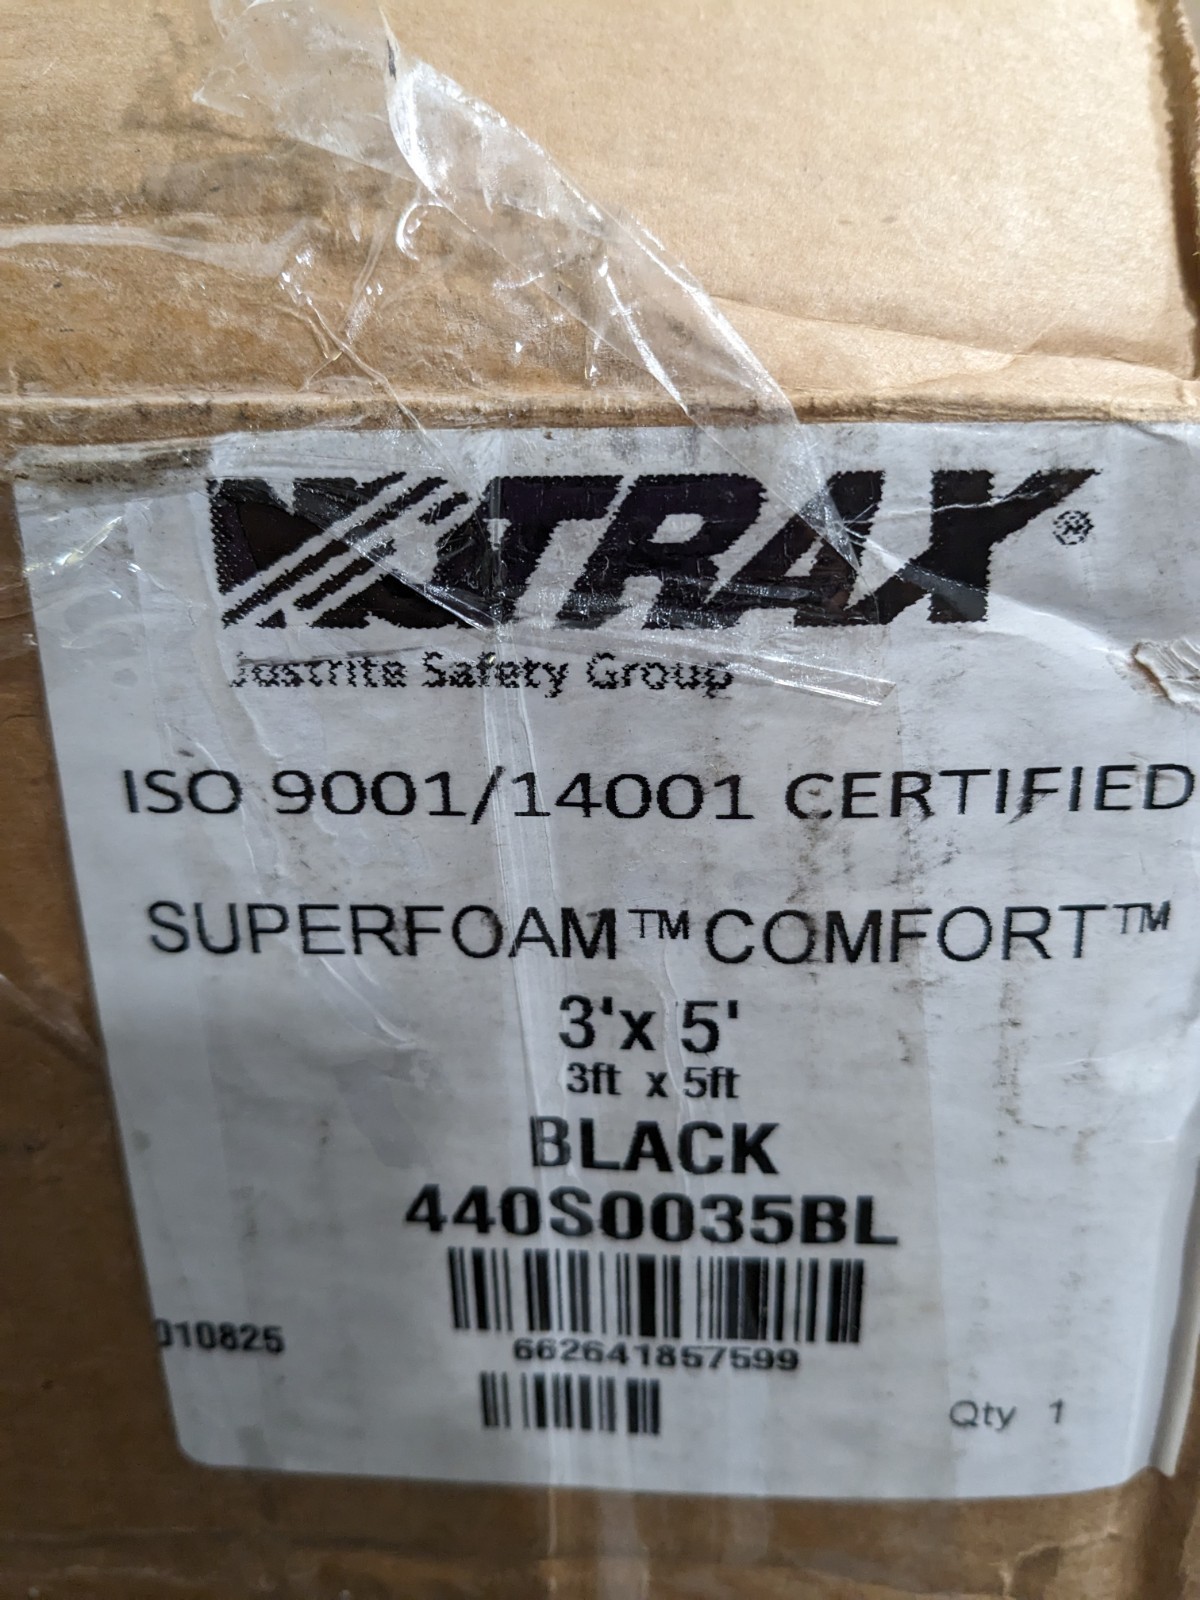 NOTRAX®
Justrite Safety Group
ISO 9001/14001 CERTIFIED
SUPERFOAM™ COMFORT™
3'x 5'
3ft x 5ft
BLACK
440S0035BL
662641857599
010825
Qty 1